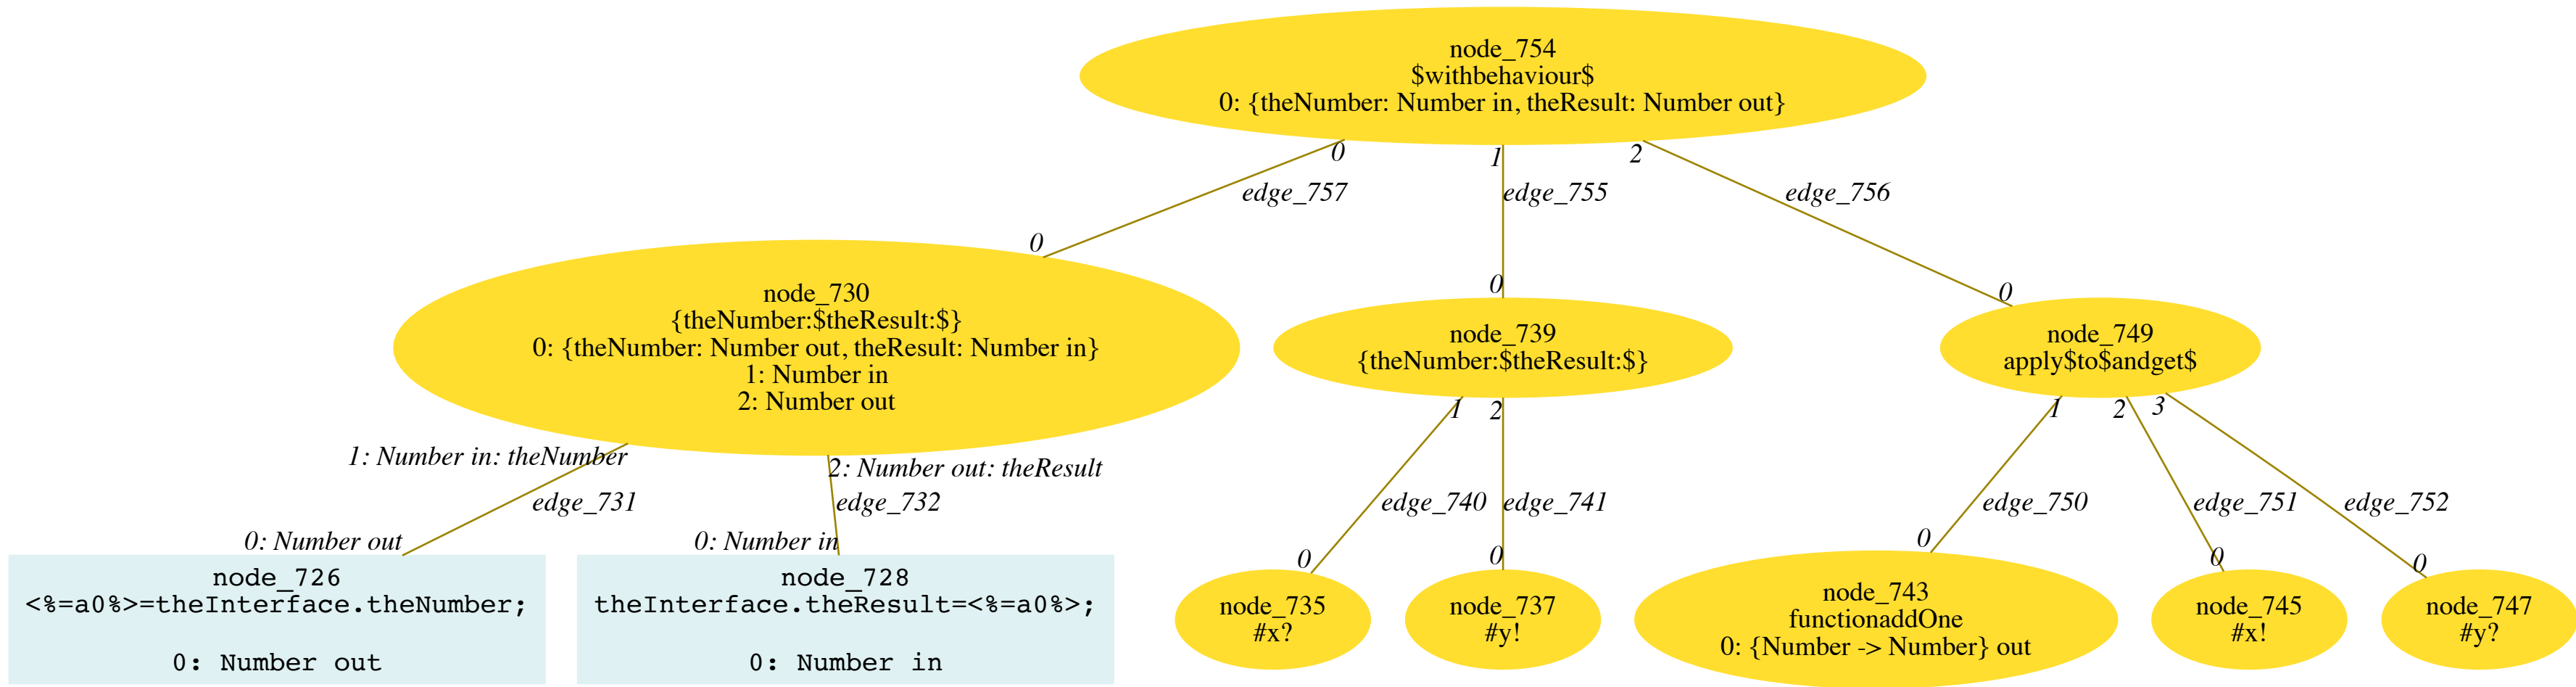 node_754
$withbehaviour$
0: {theNumber: Number in, theResult: Number out}
0
1
2
edge_757
edge_755
edge_756
0
0
0
node_730
{theNumber:$theResult:$}
0: {theNumber: Number out, theResult: Number in}
1: Number in
2: Number out
node_739
{theNumber:$theResult:$}
node_749
apply$to$andget$
1: Number in: theNumber
2: Number out: theResult
1
2
1
2
3
edge_731
edge_732
edge_740
edge_741
edge_750
edge_751
edge_752
0: Number out
0: Number in
0
0
0
0
0
node_726
<%=a0%>=theInterface.theNumber;
0: Number out
node_728
theInterface.theResult=<%=a0%>;
0: Number in
node_735
#x?
node_737
#y!
node_743
functionaddOne
0: {Number -> Number} out
node_745
#x!
node_747
#y?